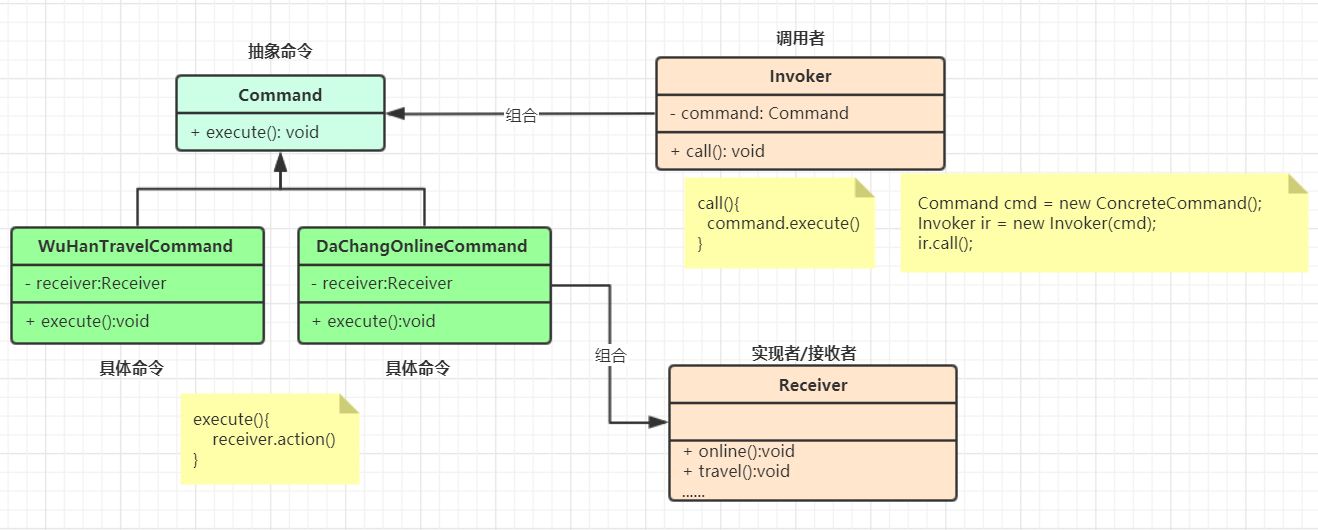 抽象命令
Command
+ execute(): void
组合
调用者
Invoker
- command: Command
+ call(): void
call(){
command.execute()
}
Command cmd = new ConcreteCommand();
Invoker ir = new Invoker(cmd);
ir.call();
WuHanTravelCommand
- receiver:Receiver
+ execute():void
具体命令
DaChangOnlineCommand
- receiver:Receiver
+ execute():void
具体命令
execute(){
receiver.action()
}
组合
实现者/接收者
Receiver
+ online():void
+ travel():void
......